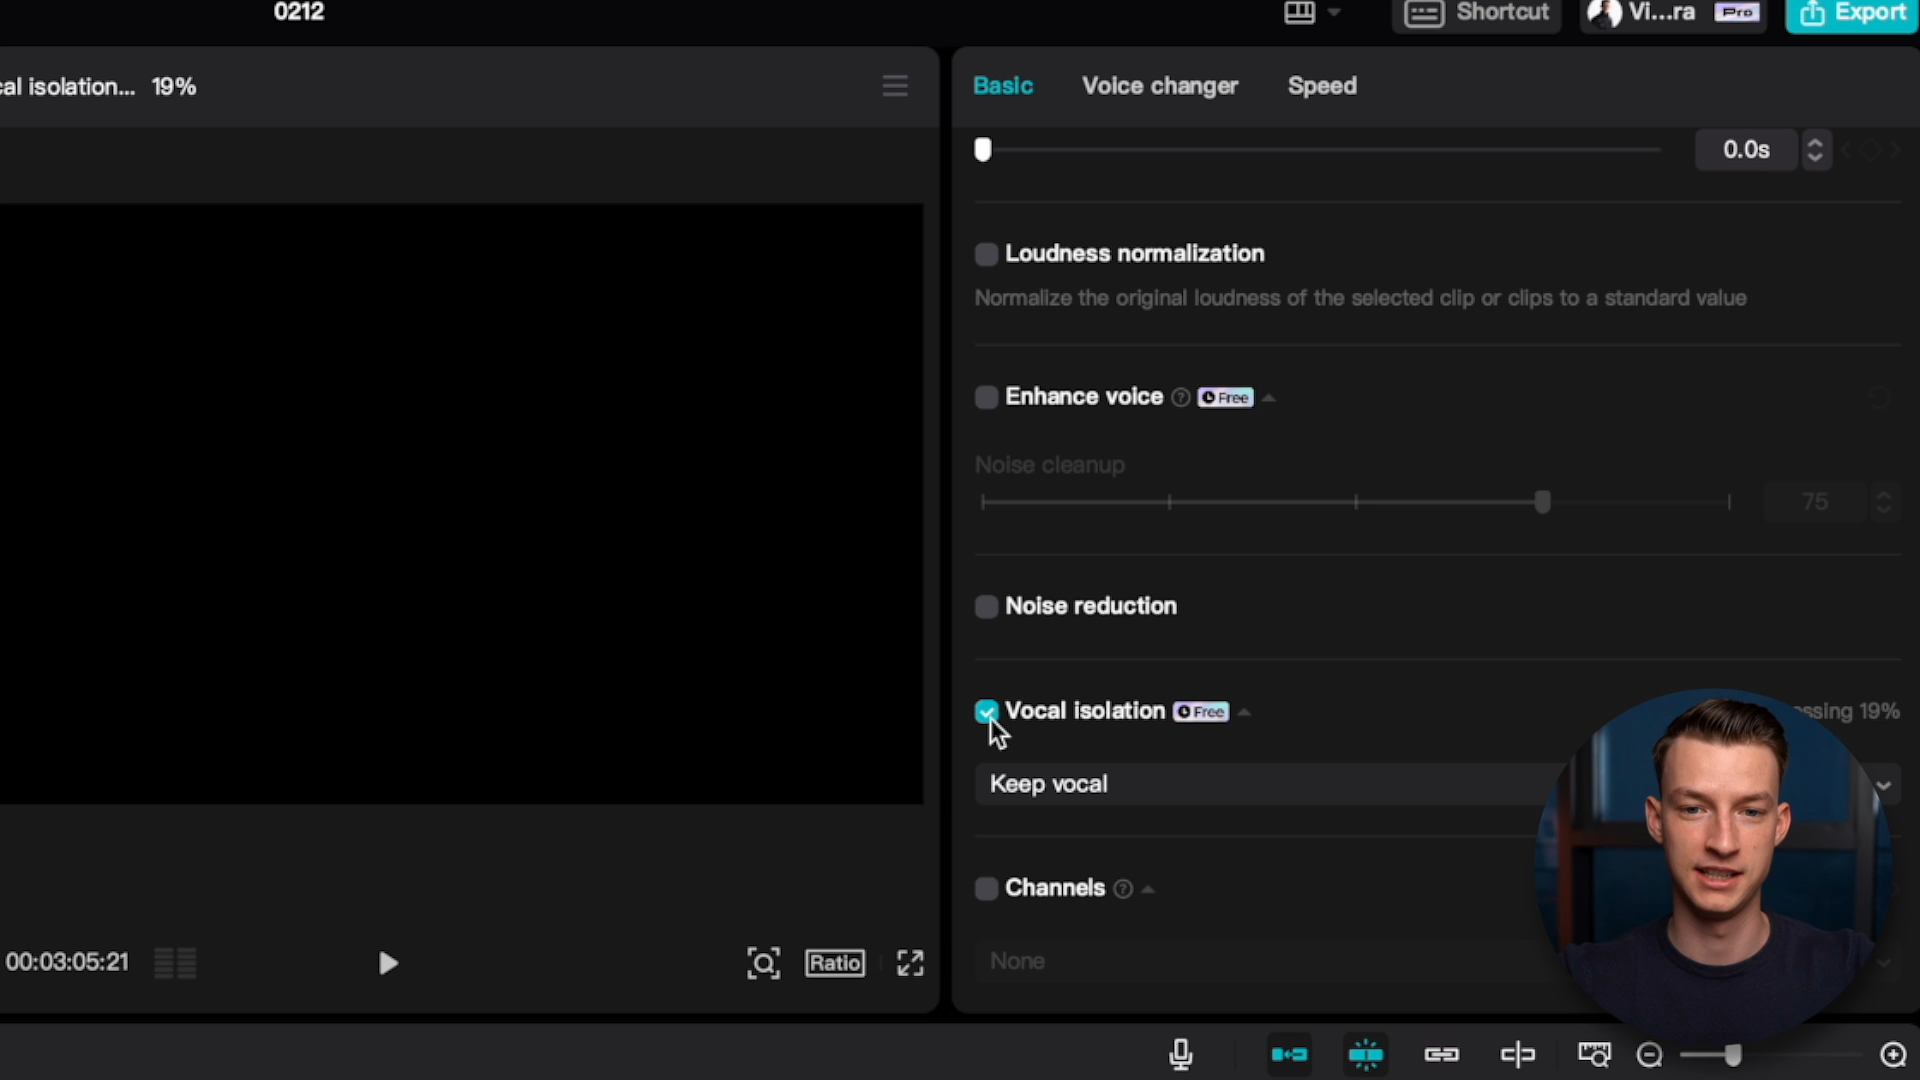 0212
Shortcut
Vi...ra
Pro
Export
cal isolation... 19%
Basic
Voice changer
Speed
0.0s
Loudness normalization
Normalize the original loudness of the selected clip or clips to a standard value
Enhance voice
?
Free
Noise cleanup
75
Noise reduction
Vocal isolation
Free
ssing 19%
Keep vocal
Channels
?
None
00:03:05:21
Ratio